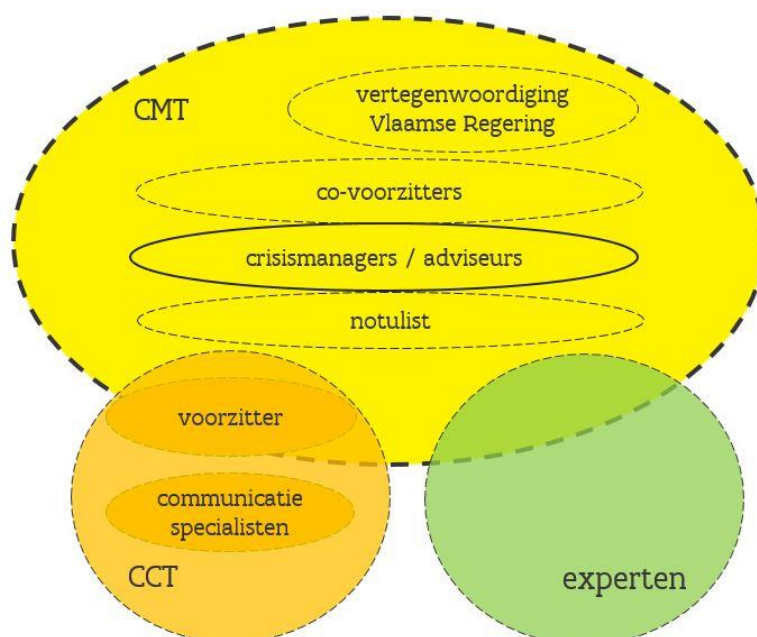 CMT
vertegenwoordiging
Vlaamse Regering
co-voorzitters
crisismanagers / adviseurs
notulist
voorzitter
communicatie
specialisten
CCT
experten